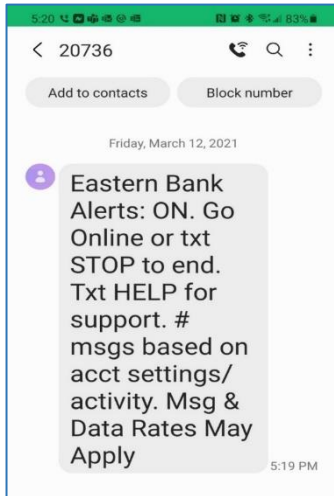 5:20 83%
20736
Add to contacts Block number
Friday, March 12, 2021
Eastern Bank
Alerts: ON. Go
Online or txt
STOP to end.
Txt HELP for
support. #
msgs based on
acct settings/
activity. Msg &
Data Rates May
Apply
5:19 PM